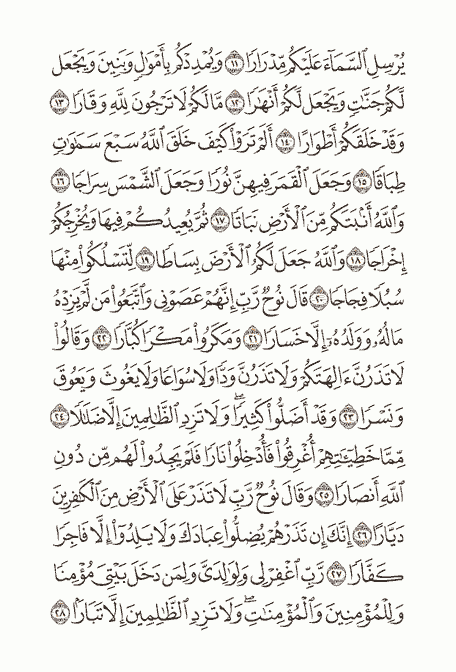 يُرْسِلِ ٱلسَّمَآءَ عَلَيْكُم مِّدْرَارًا ١١ وَيُمْدِدْكُم بِأَمْوَٰلٍ وَبَنِينَ وَيَجْعَل
لَّكُمْ جَنَّٰتٍ وَيَجْعَل لَّكُمْ أَنْهَٰرًا ١٢ مَّا لَكُمْ لَا تَرْجُونَ لِلَّهِ وَقَارًا ١٣
وَقَدْ خَلَقَكُمْ أَطْوَارًا ١٤ أَلَمْ تَرَوْا۟ كَيْفَ خَلَقَ ٱللَّهُ سَبْعَ سَمَٰوَٰتٍ
طِبَاقًا ١٥ وَجَعَلَ ٱلْقَمَرَ فِيهِنَّ نُورًا وَجَعَلَ ٱلشَّمْسَ سِرَاجًا ١٦
وَٱللَّهُ أَنۢبَتَكُم مِّنَ ٱلْأَرْضِ نَبَاتًا ١٧ ثُمَّ يُعِيدُكُمْ فِيهَا وَيُخْرِجُكُمْ
إِخْرَاجًا ١٨ وَٱللَّهُ جَعَلَ لَكُمُ ٱلْأَرْضَ بِسَاطًا ١٩ لِّتَسْلُكُوا۟ مِنْهَا
سُبُلًا فِجَاجًا ٢٠ قَالَ نُوحٌ رَّبِّ إِنَّهُمْ عَصَوْنِى وَٱتَّبَعُوا۟ مَن لَّمْ يَزِدْهُ
مَالُهُۥ وَوَلَدُهُۥٓ إِلَّا خَسَارًا ٢١ وَمَكَرُوا۟ مَكْرًا كُبَّارًا ٢٢ وَقَالُوا۟
لَا تَذَرُنَّ ءَالِهَتَكُمْ وَلَا تَذَرُنَّ وَدًّا وَلَا سُوَاعًا وَلَا يَغُوثَ وَيَعُوقَ
وَنَسْرًا ٢٣ وَقَدْ أَضَلُّوا۟ كَثِيرًا ۖ وَلَا تَزِدِ ٱلظَّٰلِمِينَ إِلَّا ضَلَٰلًا ٢٤
مِّمَّا خَطِيٓـَٰٔتِهِمْ أُغْرِقُوا۟ فَأُدْخِلُوا۟ نَارًا فَلَمْ يَجِدُوا۟ لَهُم مِّن دُونِ
ٱللَّهِ أَنصَارًا ٢٥ وَقَالَ نُوحٌ رَّبِّ لَا تَذَرْ عَلَى ٱلْأَرْضِ مِنَ ٱلْكَٰفِرِينَ
دَيَّارًا ٢٦ إِنَّكَ إِن تَذَرْهُمْ يُضِلُّوا۟ عِبَادَكَ وَلَا يَلِدُوٓا۟ إِلَّا فَاجِرًا
كَفَّارًا ٢٧ رَّبِّ ٱغْفِرْ لِى وَلِوَٰلِدَىَّ وَلِمَن دَخَلَ بَيْتِىَ مُؤْمِنًا
وَلِلْمُؤْمِنِينَ وَٱلْمُؤْمِنَٰتِ ۖ وَلَا تَزِدِ ٱلظَّٰلِمِينَ إِلَّا تَبَارًۢا ٢٨